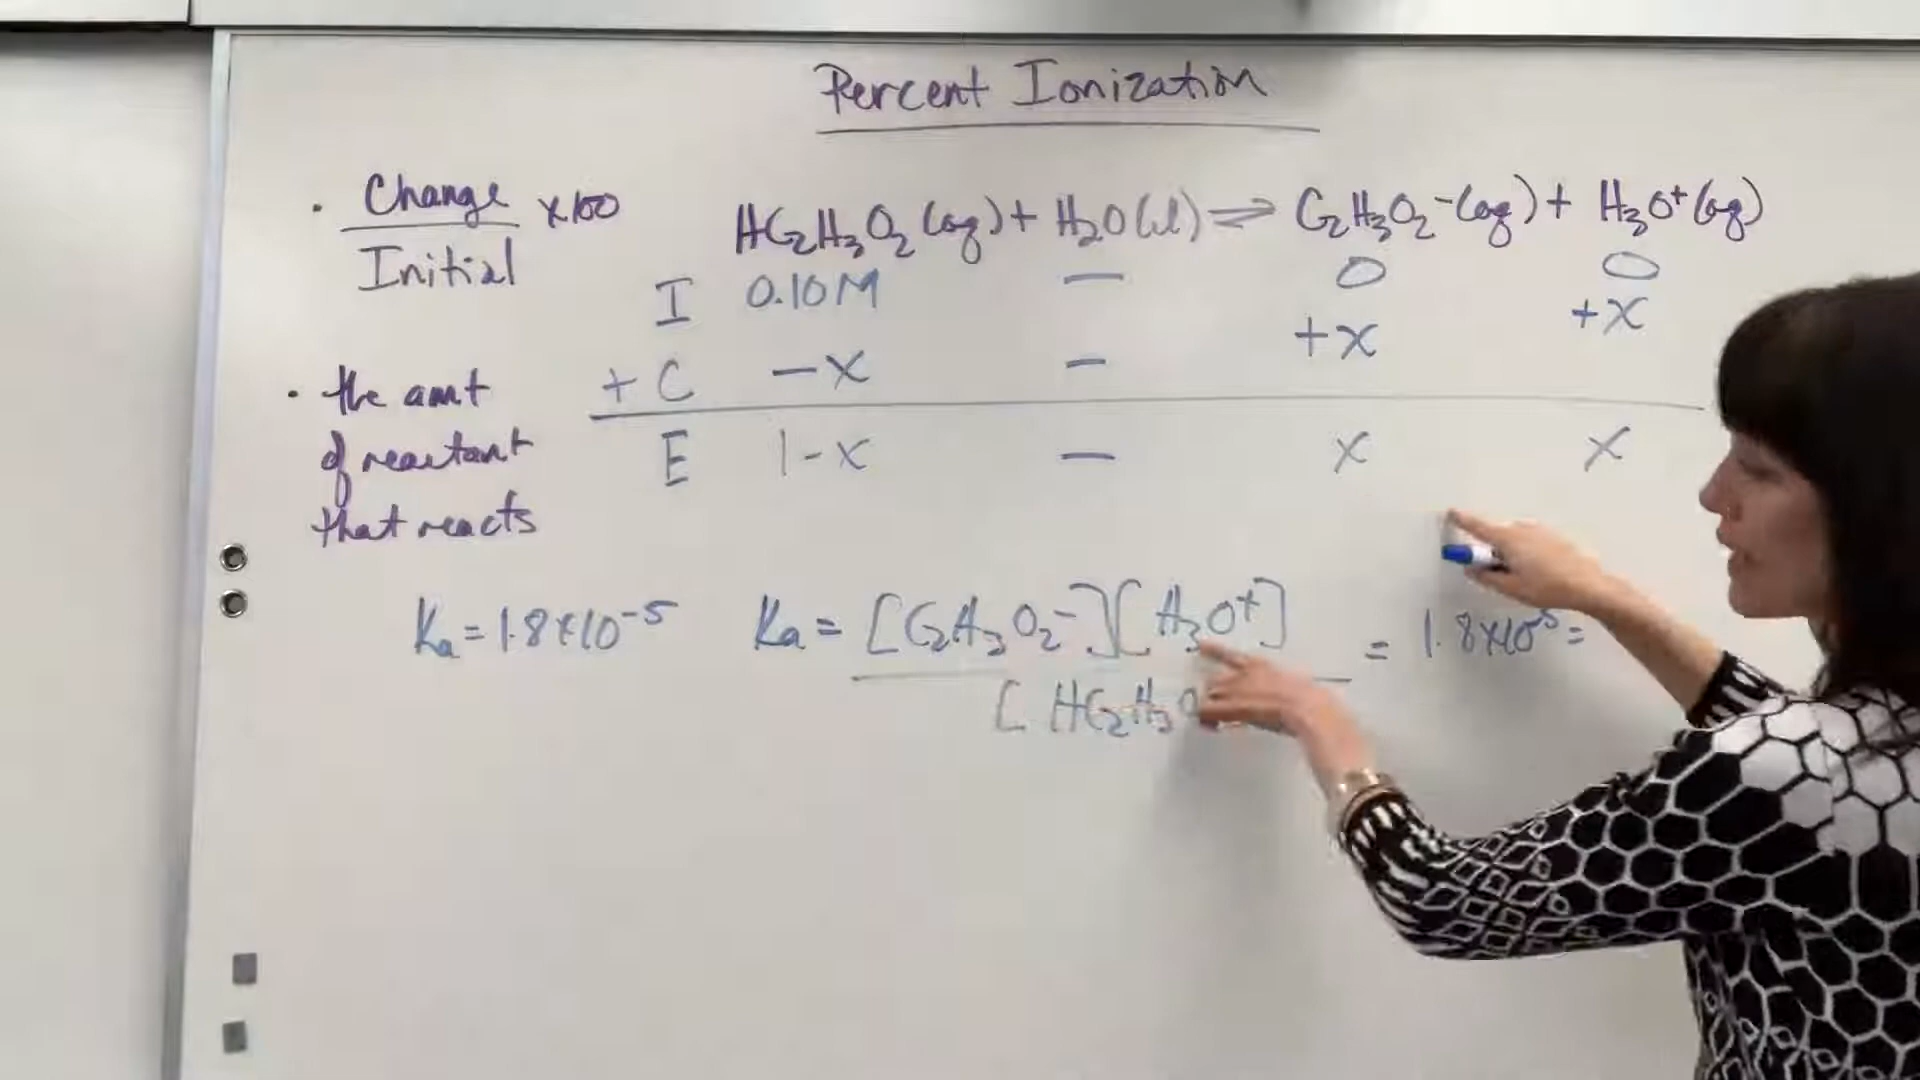 Percent Ionization
• Change x100
Initial
HC2H3O2 (aq) + H2O (l) ⇌ C2H3O2- (aq) + H3O+ (aq)
I 0.10M — 0 0
+ C -x - +x +x
E 1-x — x x
• the amt
of reactant
that reacts
Ka = 1.8x10-5 Ka = [C2H3O2-][H3O+] = 1.8x10-5 =
[HC2H3O